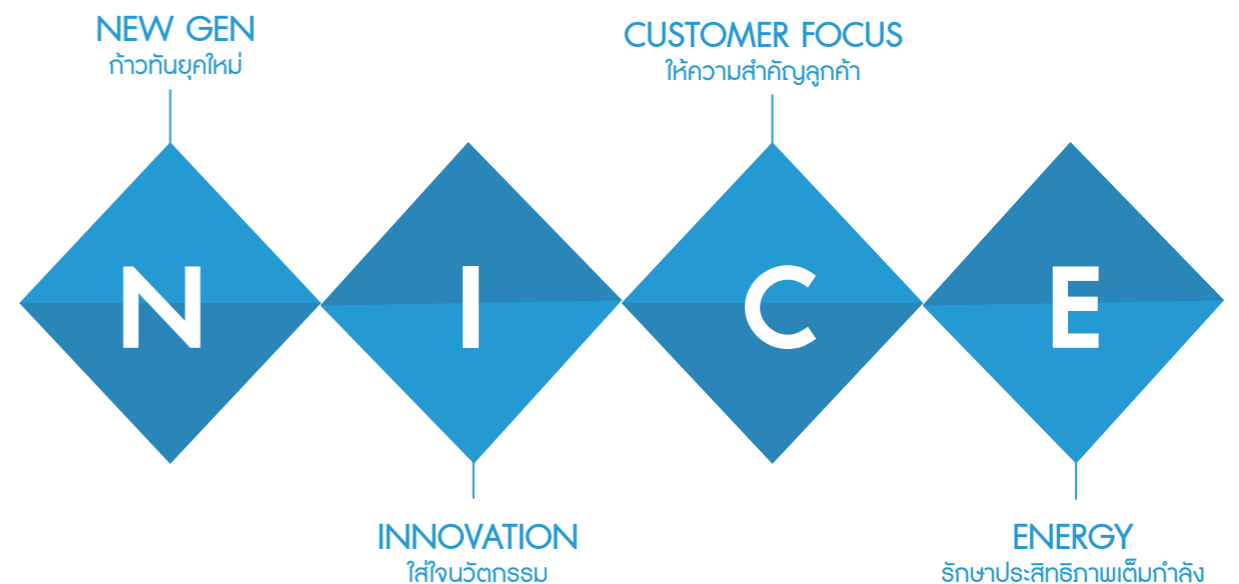 NEW GEN
ก้าวทันยุคใหม่
CUSTOMER FOCUS
ให้ความสำคัญลูกค้า
N
I
C
E
INNOVATION
ใส่ใจนวัตกรรม
ENERGY
รักษาประสิทธิภาพเต็มกำลัง